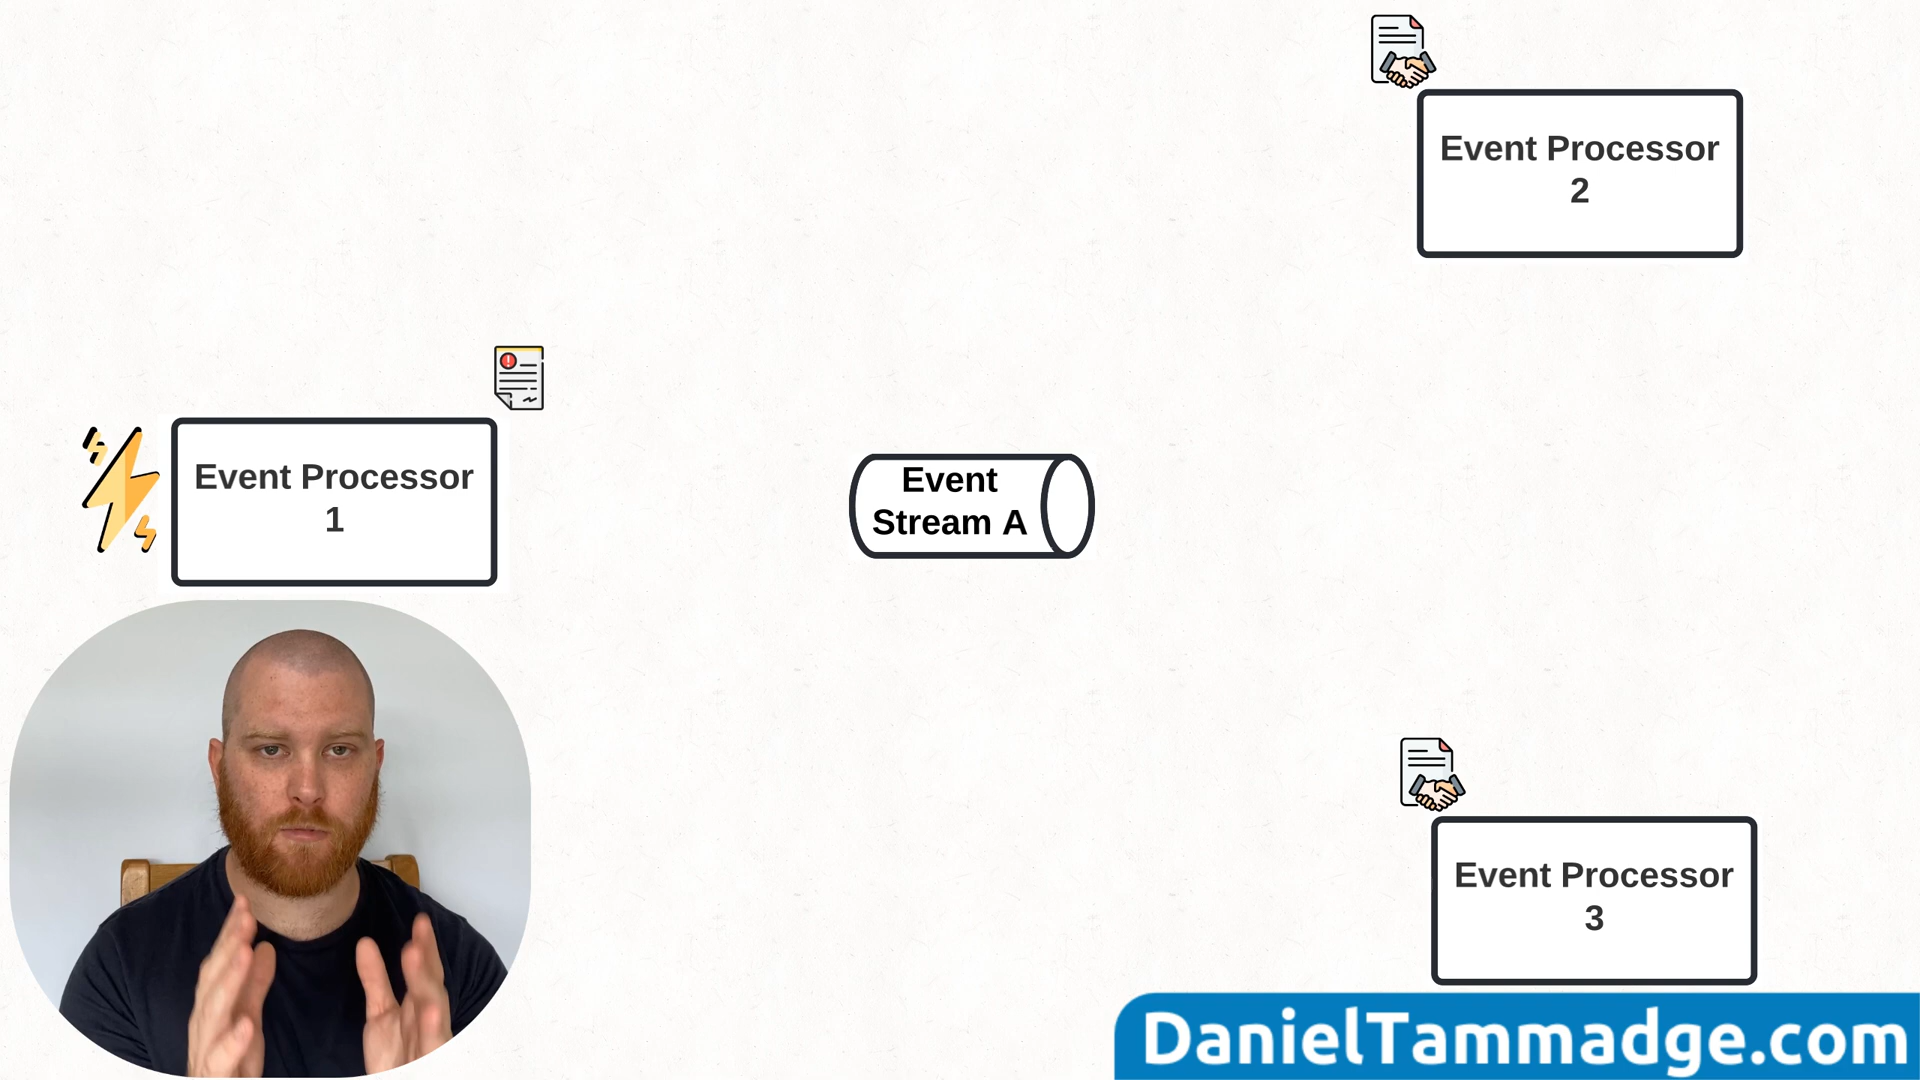 Event Processor
2
Event Processor
1
Event
Stream A
Event Processor
3
DanielTammadge.com